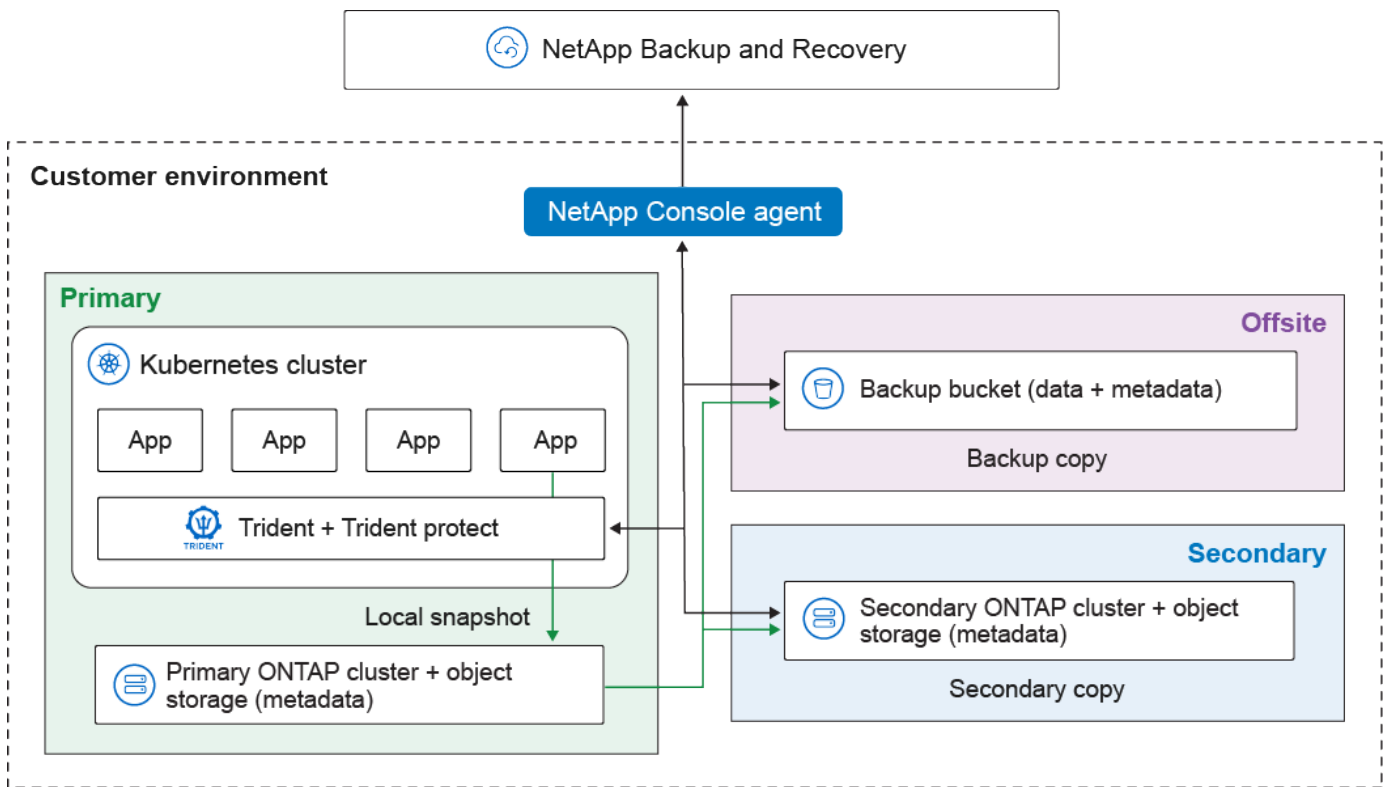 NetApp Backup and Recovery
Customer environment
NetApp Console agent
Primary
Kubernetes cluster
App
App
App
App
TRIDENT
Trident + Trident protect
Local snapshot
Primary ONTAP cluster + object
storage (metadata)
Offsite
Backup bucket (data + metadata)
Backup copy
Secondary
Secondary ONTAP cluster + object
storage (metadata)
Secondary copy